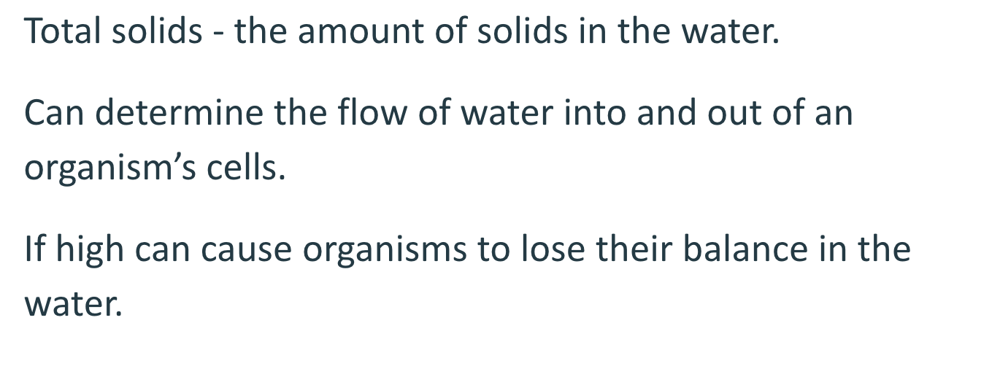 Total solids - the amount of solids in the water.
Can determine the flow of water into and out of an
organism’s cells.
If high can cause organisms to lose their balance in the
water.